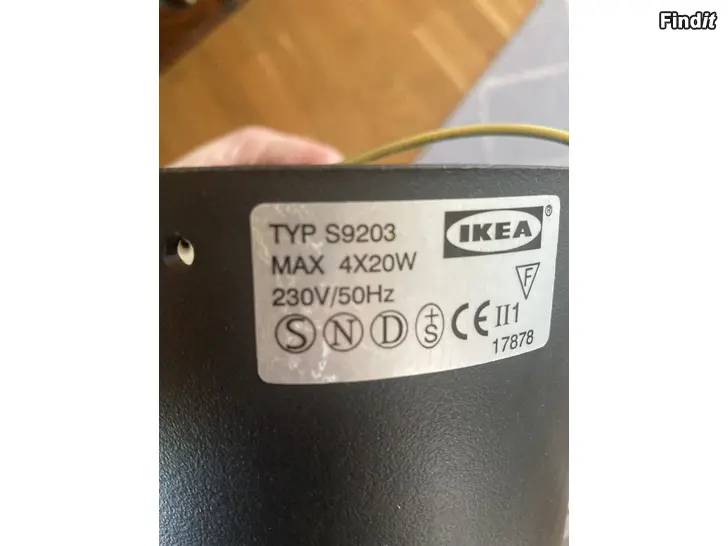 Findit
TYP S9203
IKEA®
MAX 4X20W
230V/50Hz
F
S N D +S CE II1
17878